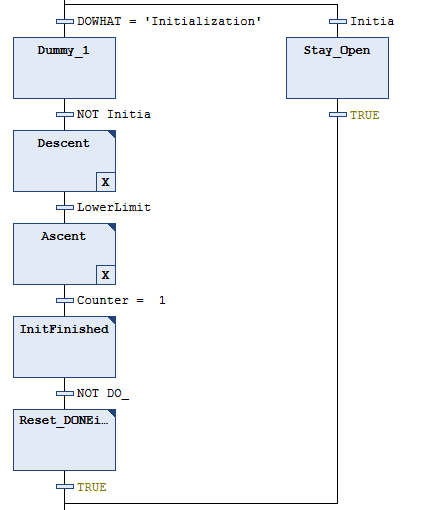 DOWHAT = 'Initialization'
Initia
Dummy_1
Stay_Open
NOT Initia
TRUE
Descent
X
LowerLimit
Ascent
X
Counter =  1
InitFinished
NOT DO_
Reset_DONEi…
TRUE